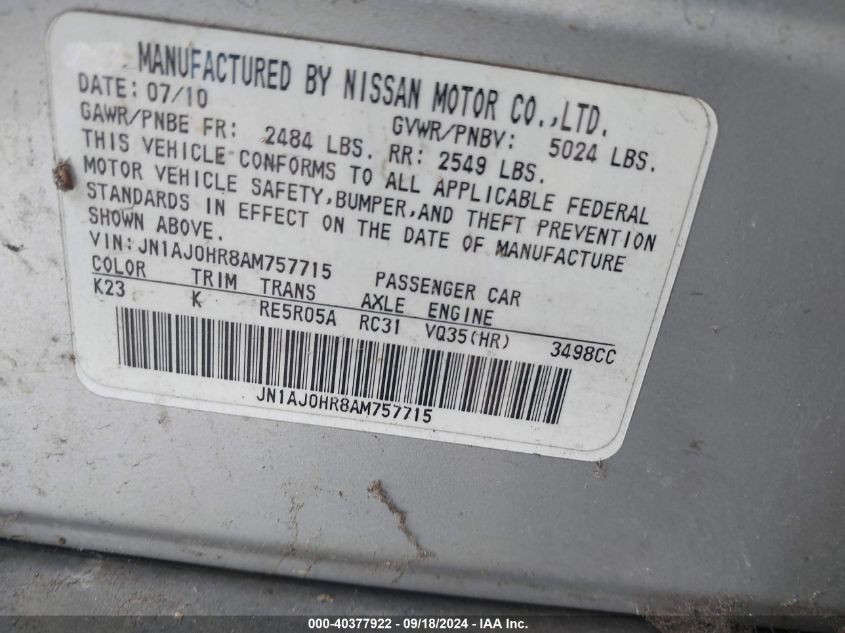 MANUFACTURED BY NISSAN MOTOR CO.,LTD.
DATE: 07/10 GVWR/PNBV: 5024 LBS.
GAWR/PNBE FR: 2484 LBS. RR: 2549 LBS.
THIS VEHICLE CONFORMS TO ALL APPLICABLE FEDERAL
MOTOR VEHICLE SAFETY,BUMPER,AND THEFT PREVENTION
STANDARDS IN EFFECT ON THE DATE OF MANUFACTURE
SHOWN ABOVE.
VIN: JN1AJ0HR8AM757715 PASSENGER CAR
COLOR TRIM TRANS AXLE ENGINE
K23 K RE5R05A RC31 VQ35(HR) 3498CC
JN1AJ0HR8AM757715
000-40377922 - 09/18/2024 - IAA Inc.